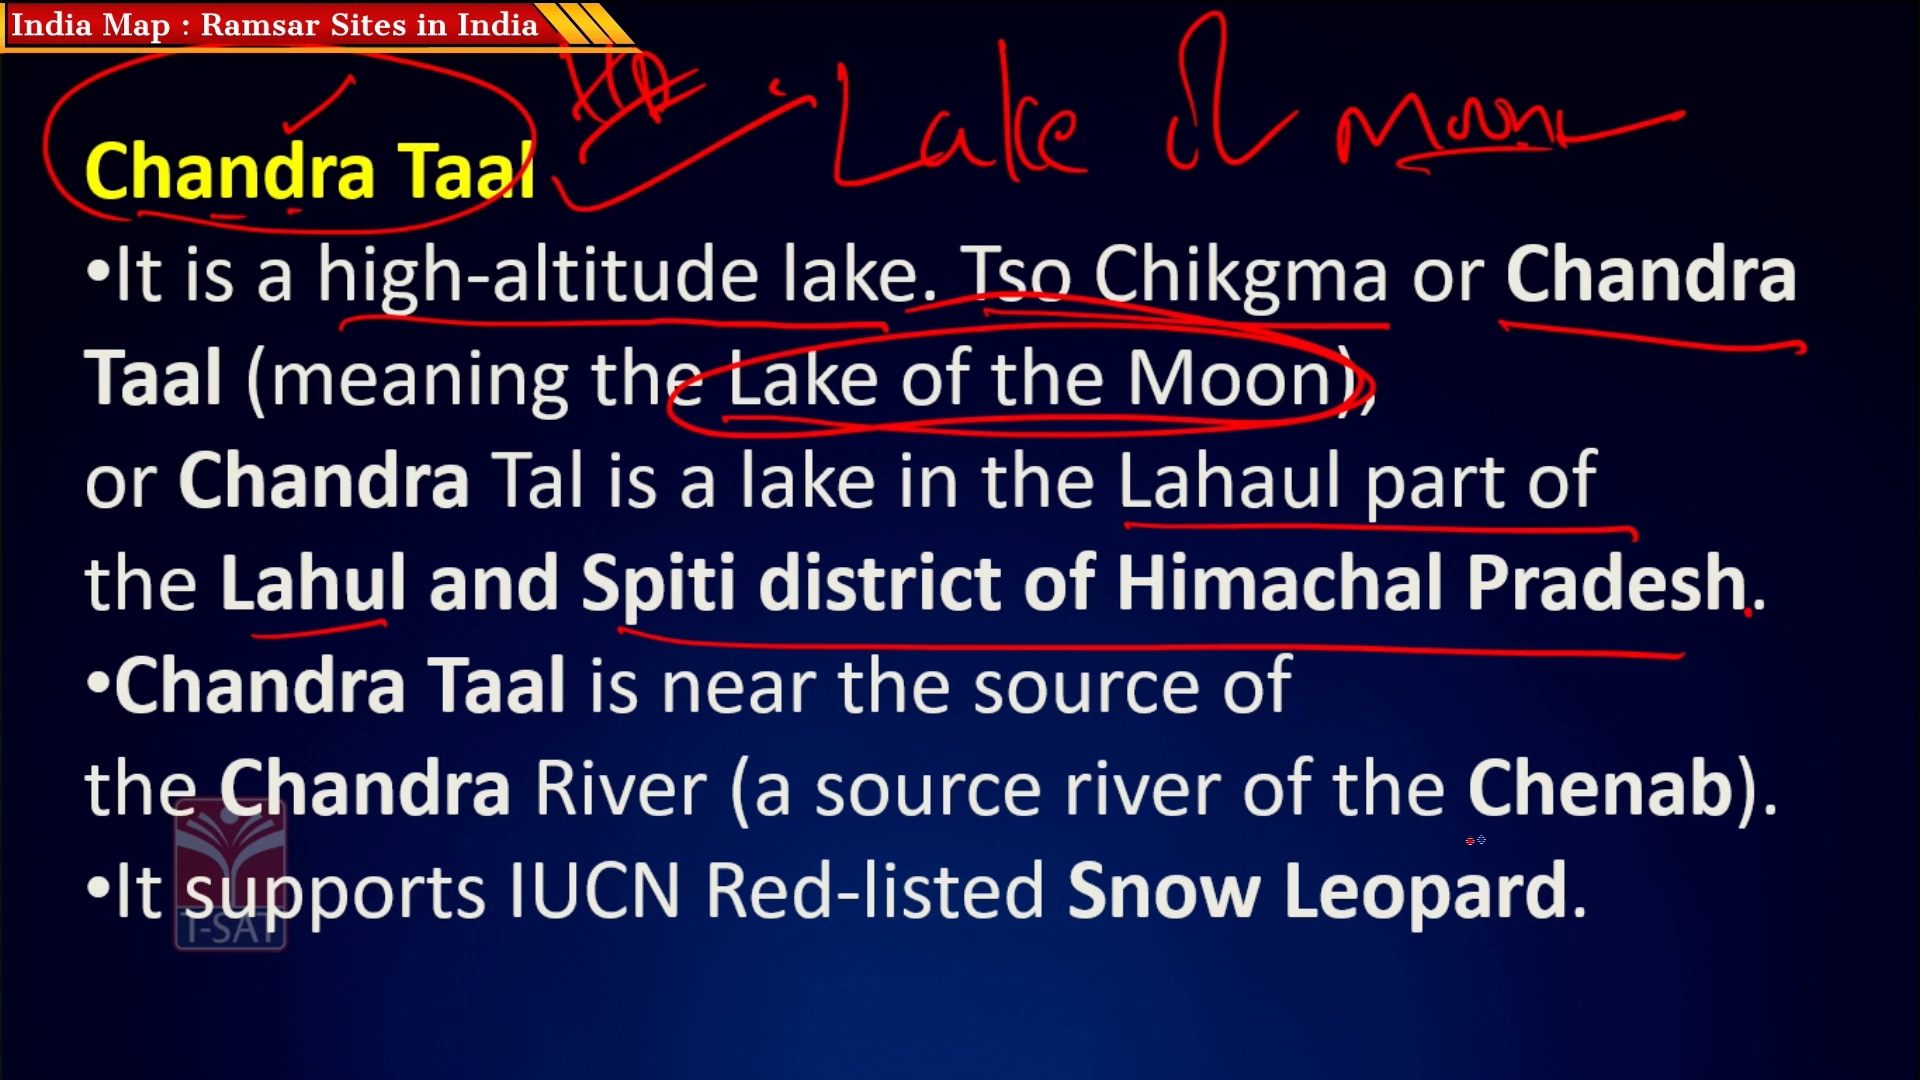 India Map : Ramsar Sites in India
HP Lake of Moon
Chandra Taal
•It is a high-altitude lake. Tso Chikgma or Chandra
Taal (meaning the Lake of the Moon),
or Chandra Tal is a lake in the Lahaul part of
the Lahul and Spiti district of Himachal Pradesh.
•Chandra Taal is near the source of
the Chandra River (a source river of the Chenab).
•It supports IUCN Red-listed Snow Leopard.
T-SAT